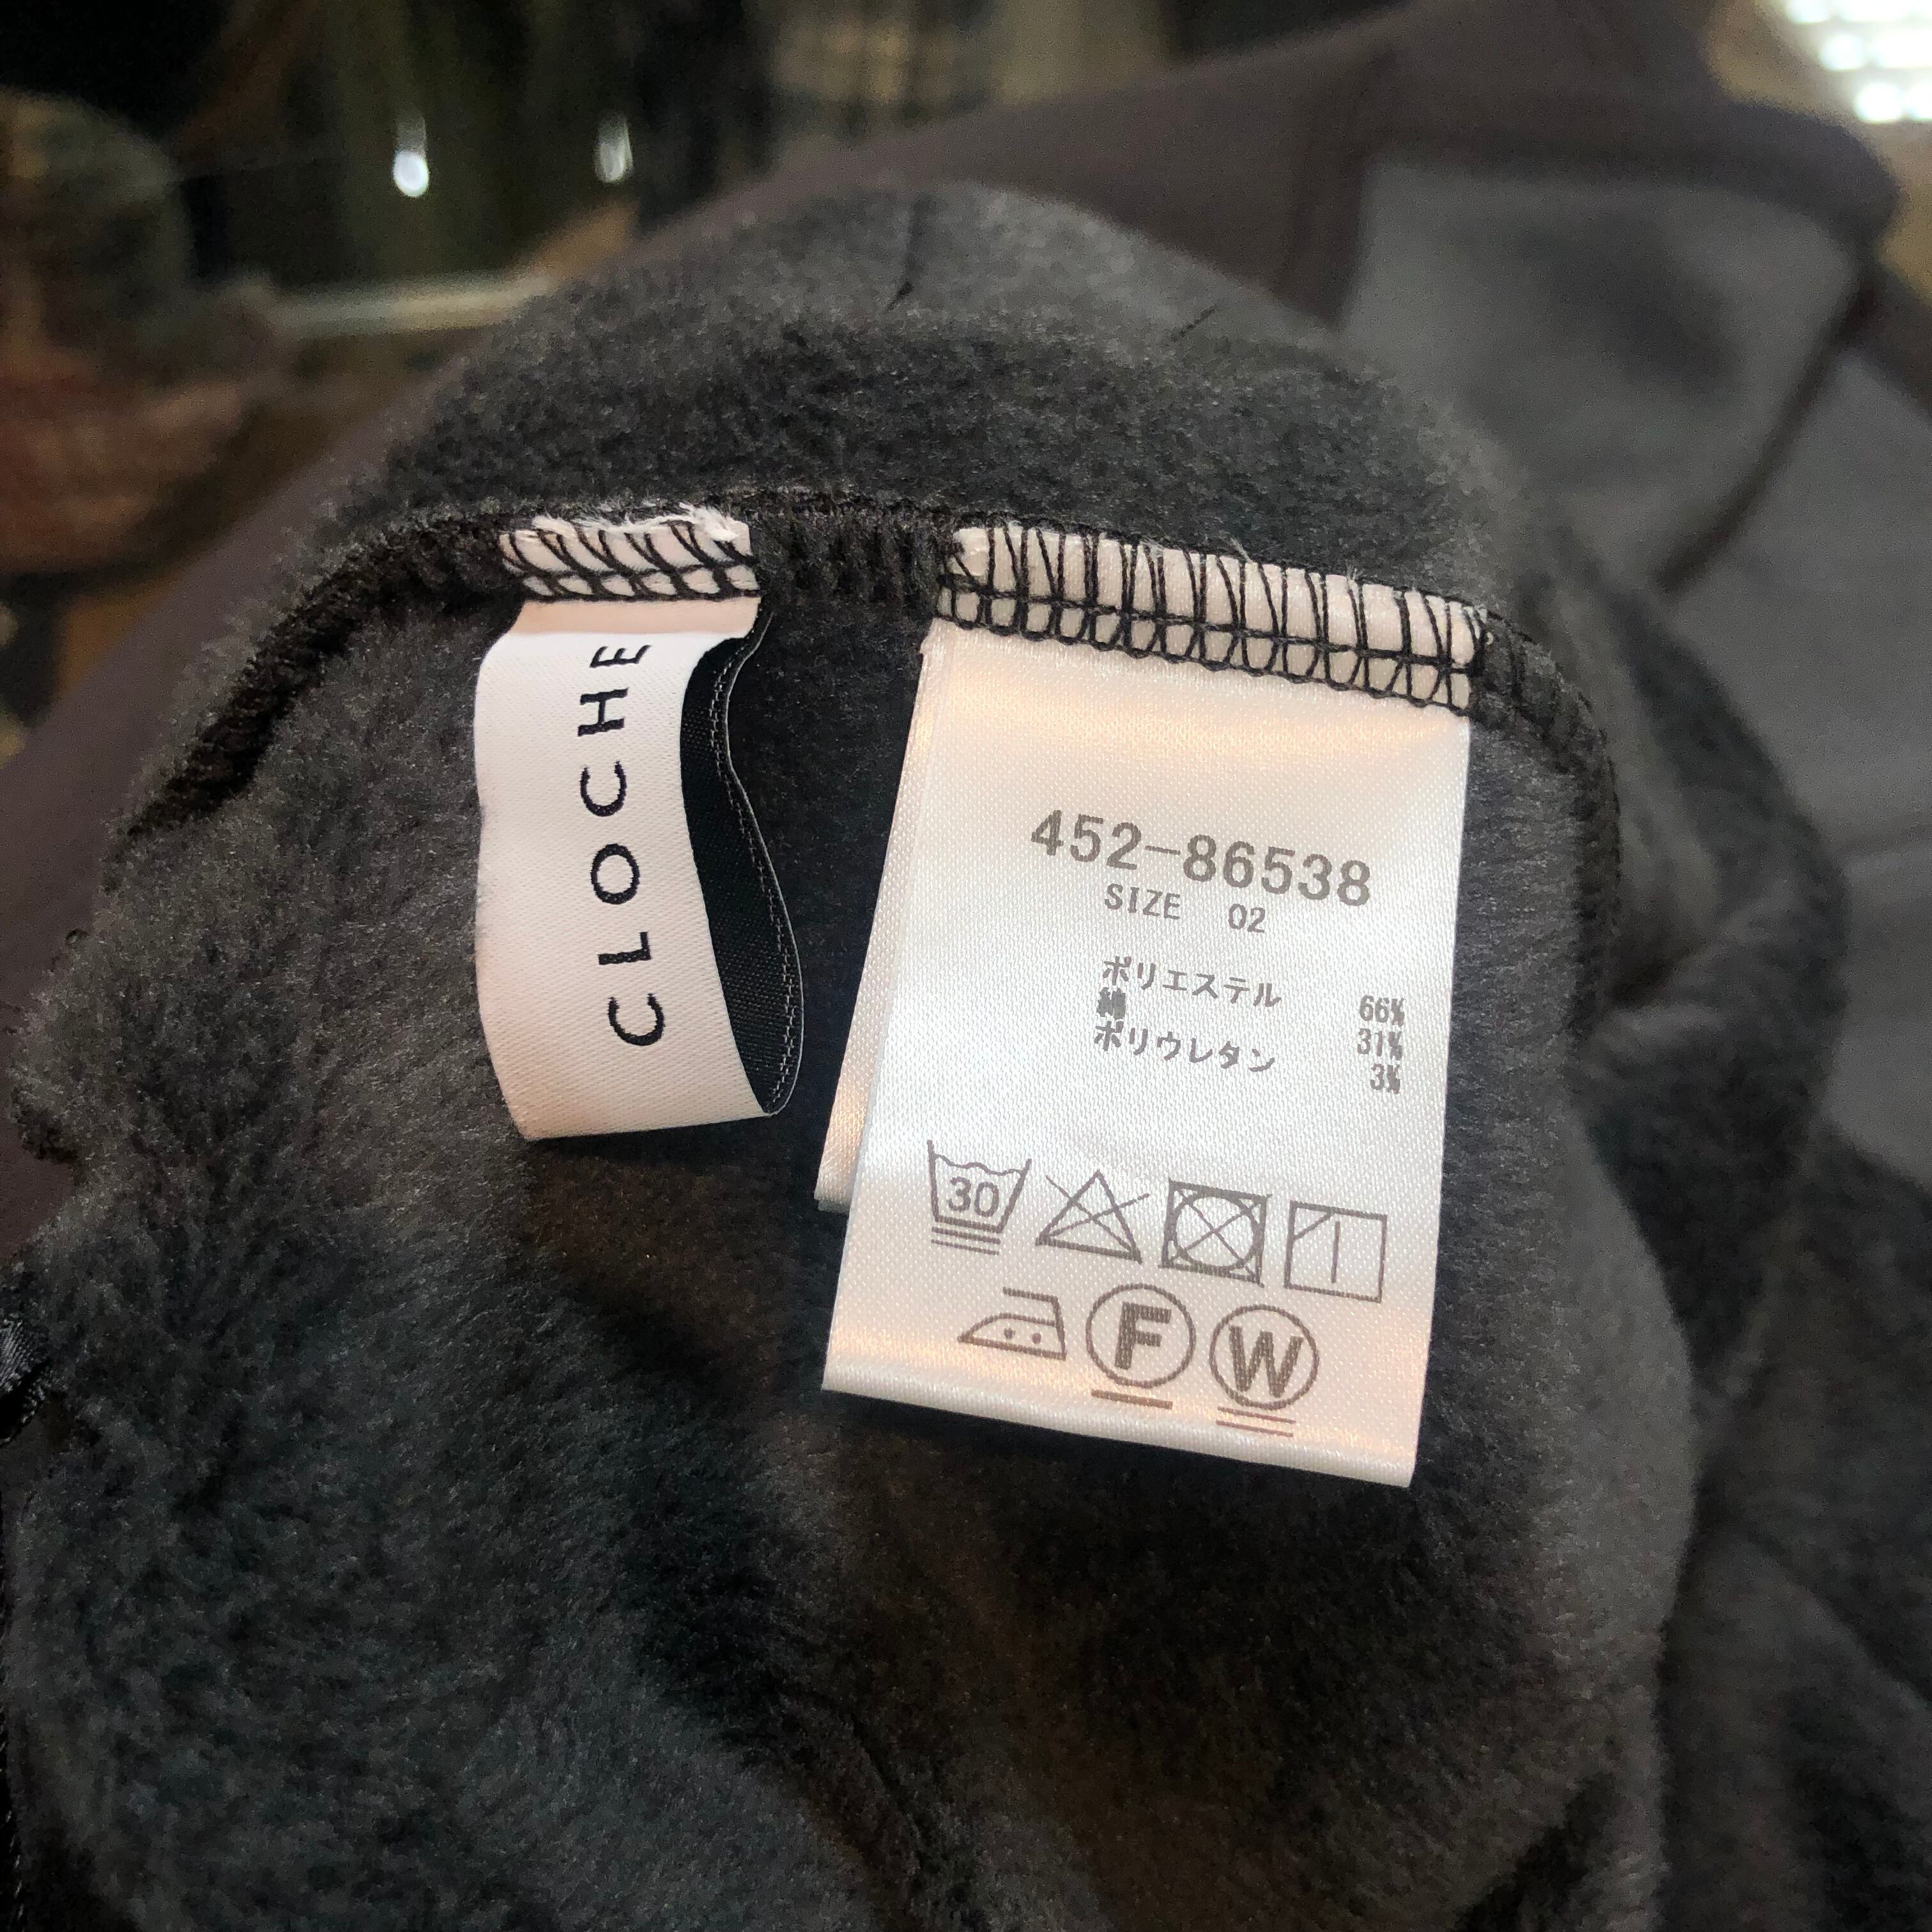 CLOCHE
452-86538
SIZE 02
ポリエステル 66%
綿 31%
ポリウレタン 3%
30
F
W